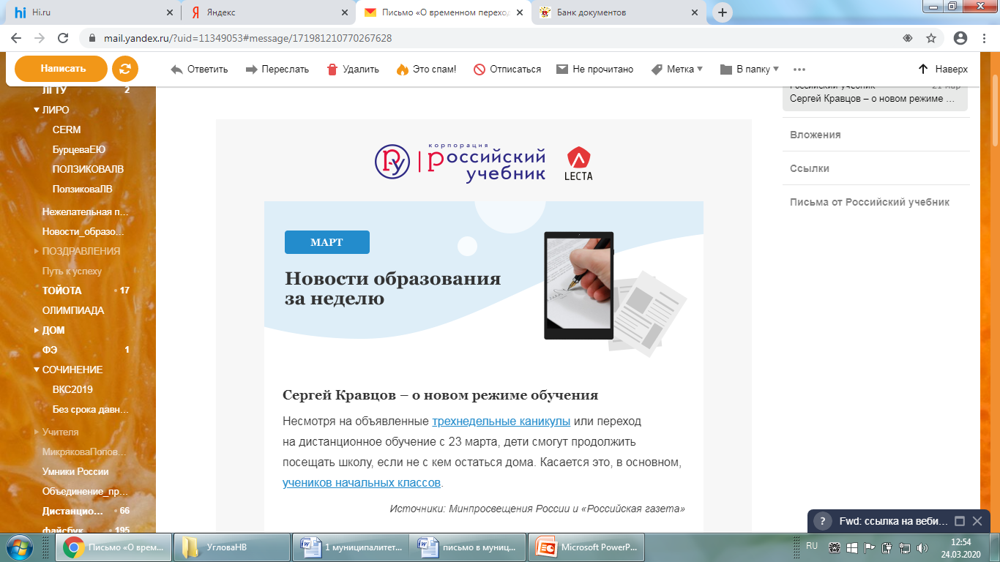 Hi.ru
Яндекс
Письмо «О временном переход
Банк документов
mail.yandex.ru/?uid=11349053#message/171981210770267628
Написать
Ответить
Переслать
Удалить
Это спам!
Отписаться
Не прочитано
Метка
В папку
Наверх
ЛГТУ 2
ЛИРО
CERM
БурцеваЕЮ
ПОЛЗИКОВАЛВ
ПолзиковаЛВ
Нежелательная п...
Новости_образо...
ПОЗДРАВЛЕНИЯ
Путь к успеху
ТОЙОТА • 17
ОЛИМПИАДА
ДОМ
ФЭ 1
СОЧИНЕНИЕ
ВКС2019
Без срока давн...
Учителя
МикряковаПопов...
Умники России
Объединение_пр...
Дистанцио... • 66
файсбук • 195
корпорация
российский
учебник
LECTA
МАРТ
Новости образования
за неделю
Сергей Кравцов – о новом режиме обучения
Несмотря на объявленные трехнедельные каникулы или переход
на дистанционное обучение с 23 марта, дети смогут продолжить
посещать школу, если не с кем остаться дома. Касается это, в основном,
учеников начальных классов.
Источники: Минпросвещения России и «Российская газета»
Российский учебник 21 мар
Сергей Кравцов – о новом режиме ...
Вложения
Ссылки
Письма от Российский учебник
? Fwd: ссылка на веби...
Письмо «О врем...
УгловаНВ
1 муниципалитет...
письмо в муниц...
Microsoft PowerP...
RU
12:54
24.03.2020